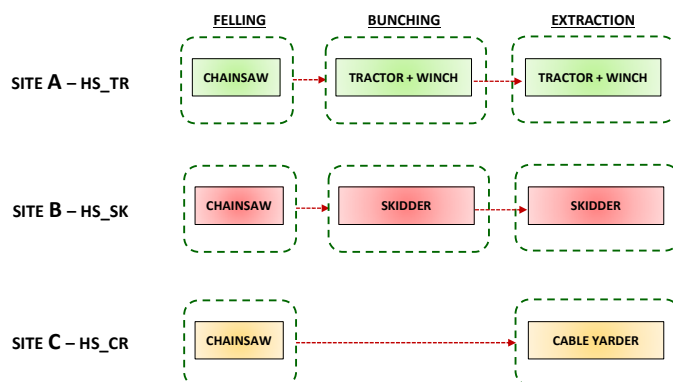 FELLING BUNCHING EXTRACTION
SITE A – HS_TR CHAINSAW TRACTOR + WINCH TRACTOR + WINCH
SITE B – HS_SK CHAINSAW SKIDDER SKIDDER
SITE C – HS_CR CHAINSAW CABLE YARDER